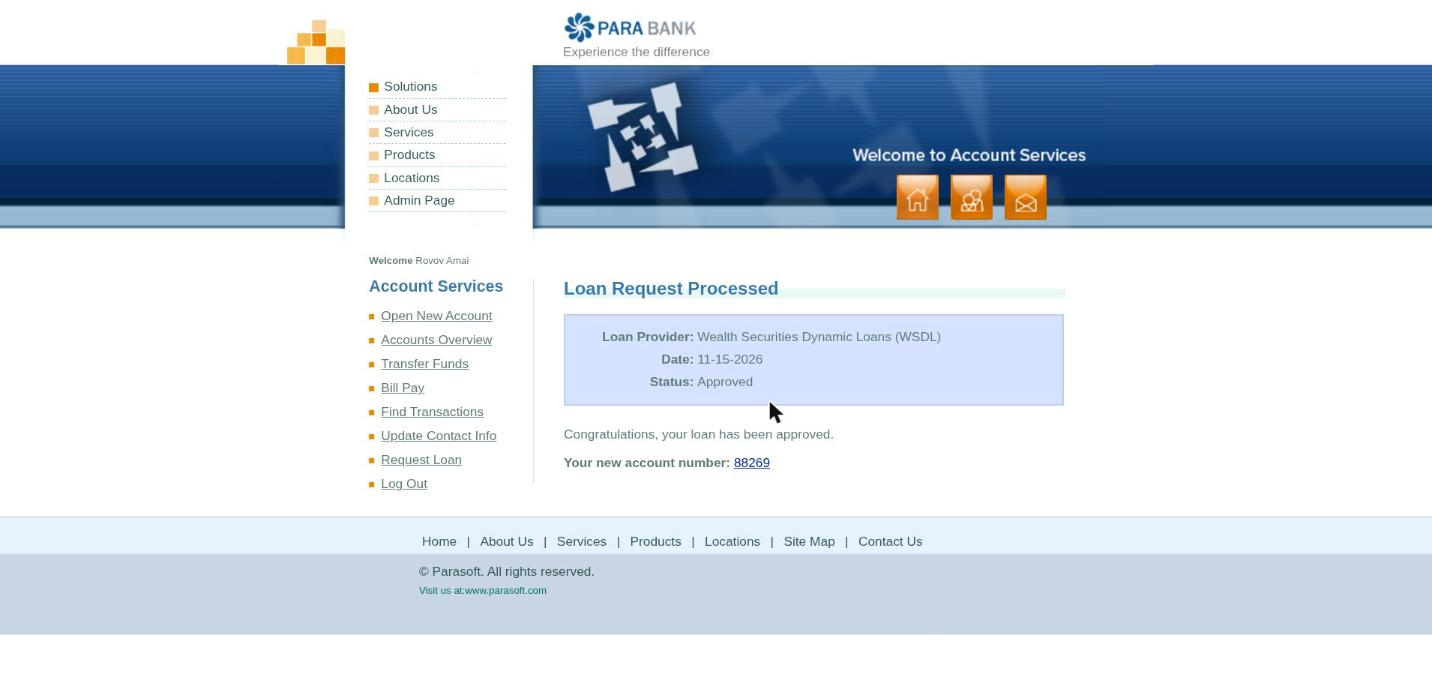 PARA BANK
Experience the difference
Solutions
About Us
Services
Products
Locations
Admin Page
Welcome to Account Services
Welcome Rovov Amai
Account Services
Open New Account
Accounts Overview
Transfer Funds
Bill Pay
Find Transactions
Update Contact Info
Request Loan
Log Out
Loan Request Processed
Loan Provider: Wealth Securities Dynamic Loans (WSDL)
Date: 11-15-2026
Status: Approved
Congratulations, your loan has been approved.
Your new account number: 88269
Home | About Us | Services | Products | Locations | Site Map | Contact Us
© Parasoft. All rights reserved.
Visit us at:www.parasoft.com